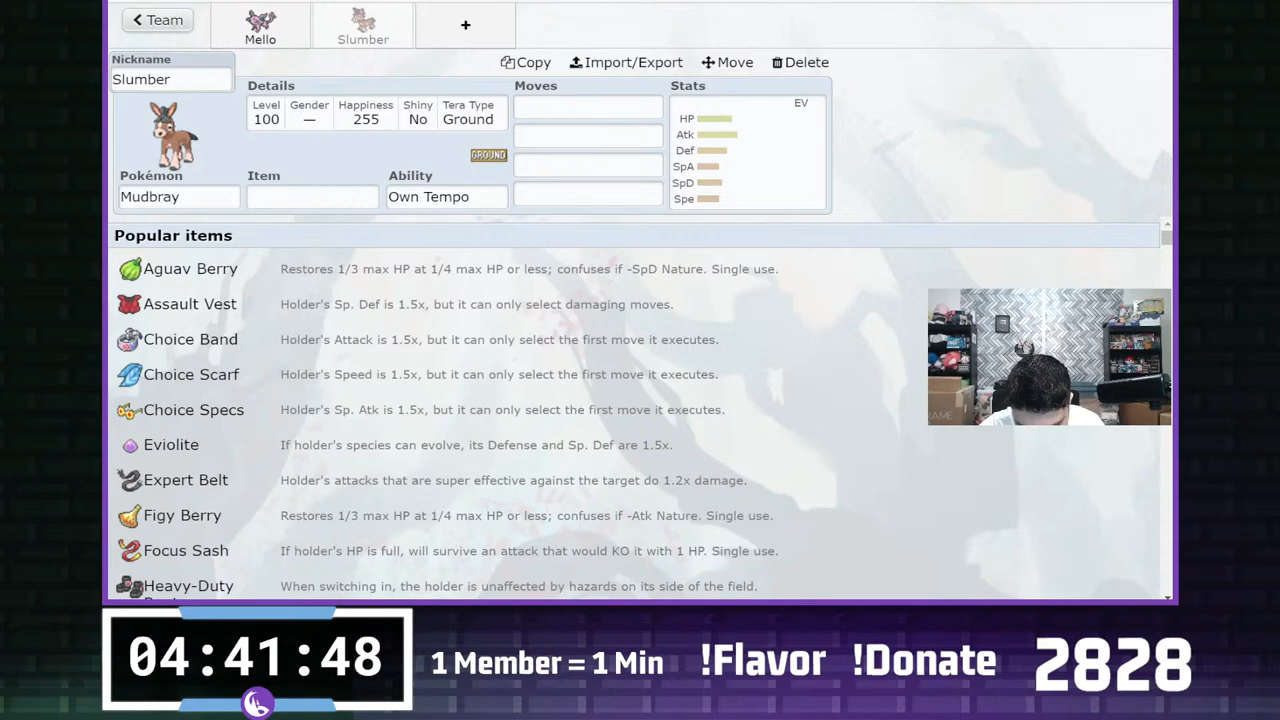 Team
Mello
Slumber
+
Nickname
Slumber
Copy
Import/Export
Move
Delete
Details
Moves
Stats
Level
Gender
Happiness
Shiny
Tera Type
100
—
255
No
Ground
EV
HP
Atk
Def
SpA
SpD
Spe
GROUND
Pokémon
Item
Ability
Mudbray
Own Tempo
Popular items
Aguav Berry Restores 1/3 max HP at 1/4 max HP or less; confuses if -SpD Nature. Single use.
Assault Vest Holder's Sp. Def is 1.5x, but it can only select damaging moves.
Choice Band Holder's Attack is 1.5x, but it can only select the first move it executes.
Choice Scarf Holder's Speed is 1.5x, but it can only select the first move it executes.
Choice Specs Holder's Sp. Atk is 1.5x, but it can only select the first move it executes.
Eviolite If holder's species can evolve, its Defense and Sp. Def are 1.5x.
Expert Belt Holder's attacks that are super effective against the target do 1.2x damage.
Figy Berry Restores 1/3 max HP at 1/4 max HP or less; confuses if -Atk Nature. Single use.
Focus Sash If holder's HP is full, will survive an attack that would KO it with 1 HP. Single use.
Heavy-Duty When switching in, the holder is unaffected by hazards on its side of the field.
04:41:48
1 Member = 1 Min
!Flavor
!Donate
2828